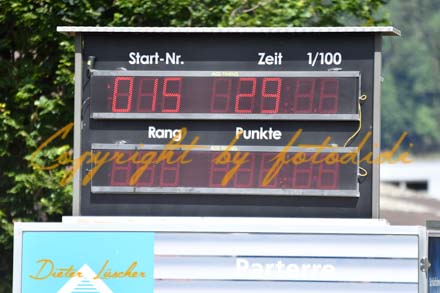 Start-Nr. Zeit 1/100
015 29
Rang Punkte
Copyright by fotodidi
Dieter Lüscher
Parterre